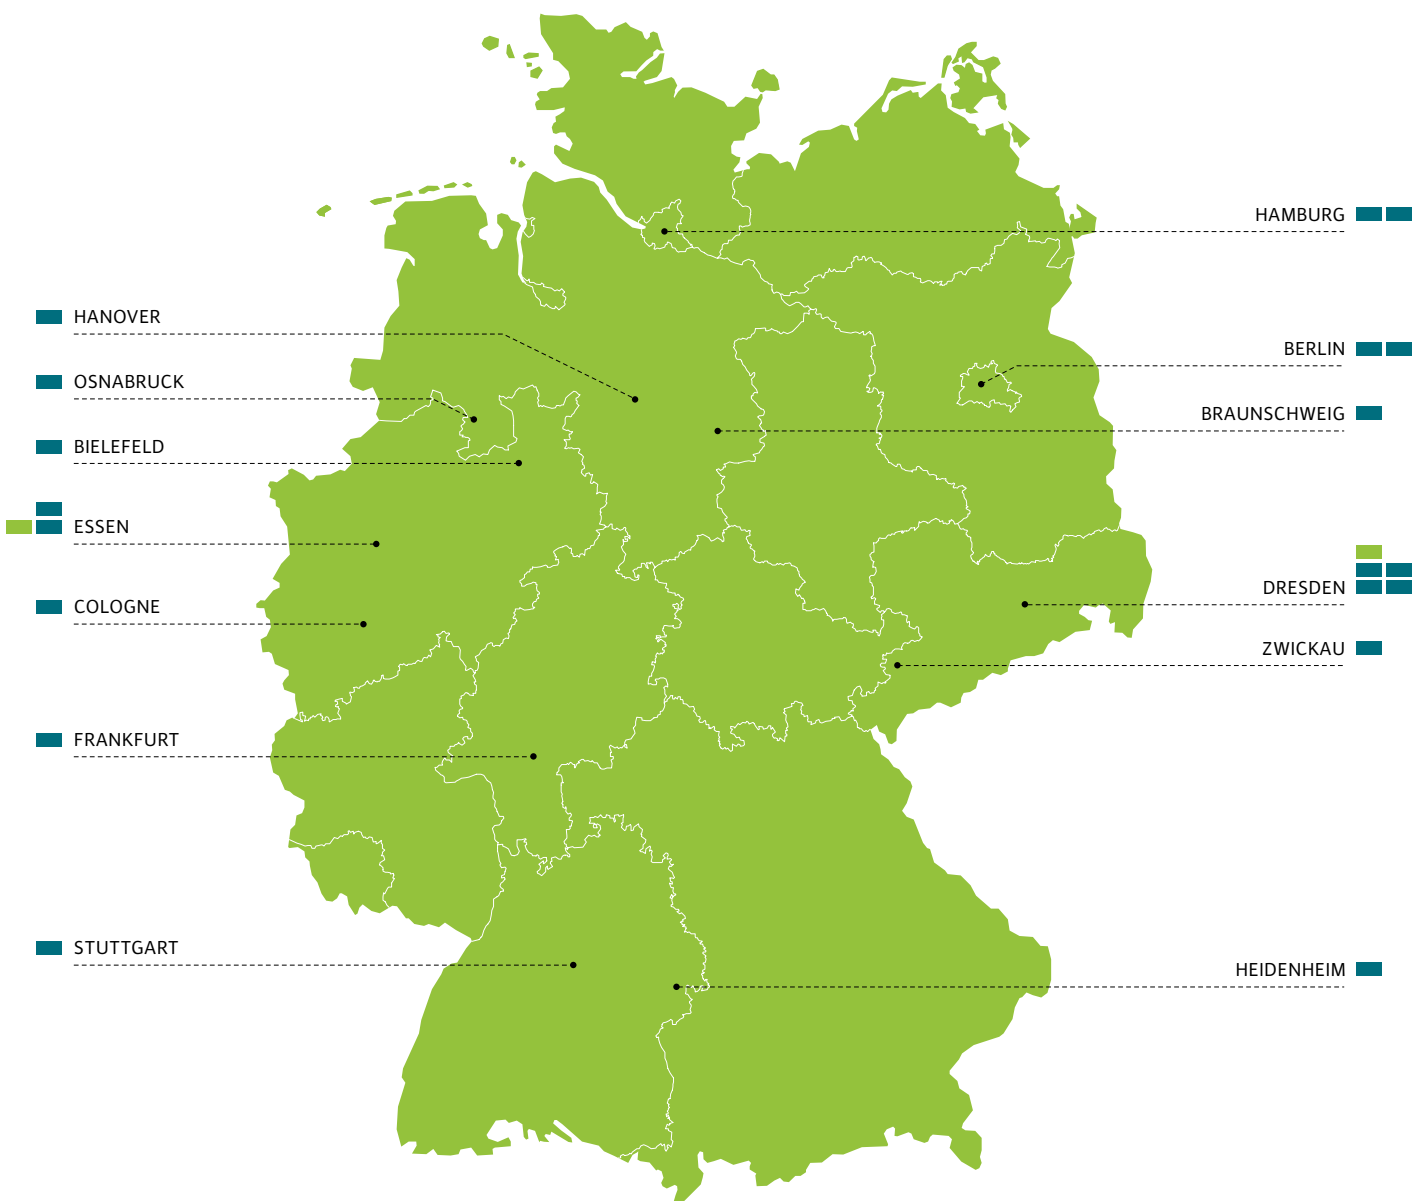 HAMBURG
HANOVER
BERLIN
OSNABRUCK
BRAUNSCHWEIG
BIELEFELD
ESSEN
DRESDEN
COLOGNE
ZWICKAU
FRANKFURT
STUTTGART
HEIDENHEIM